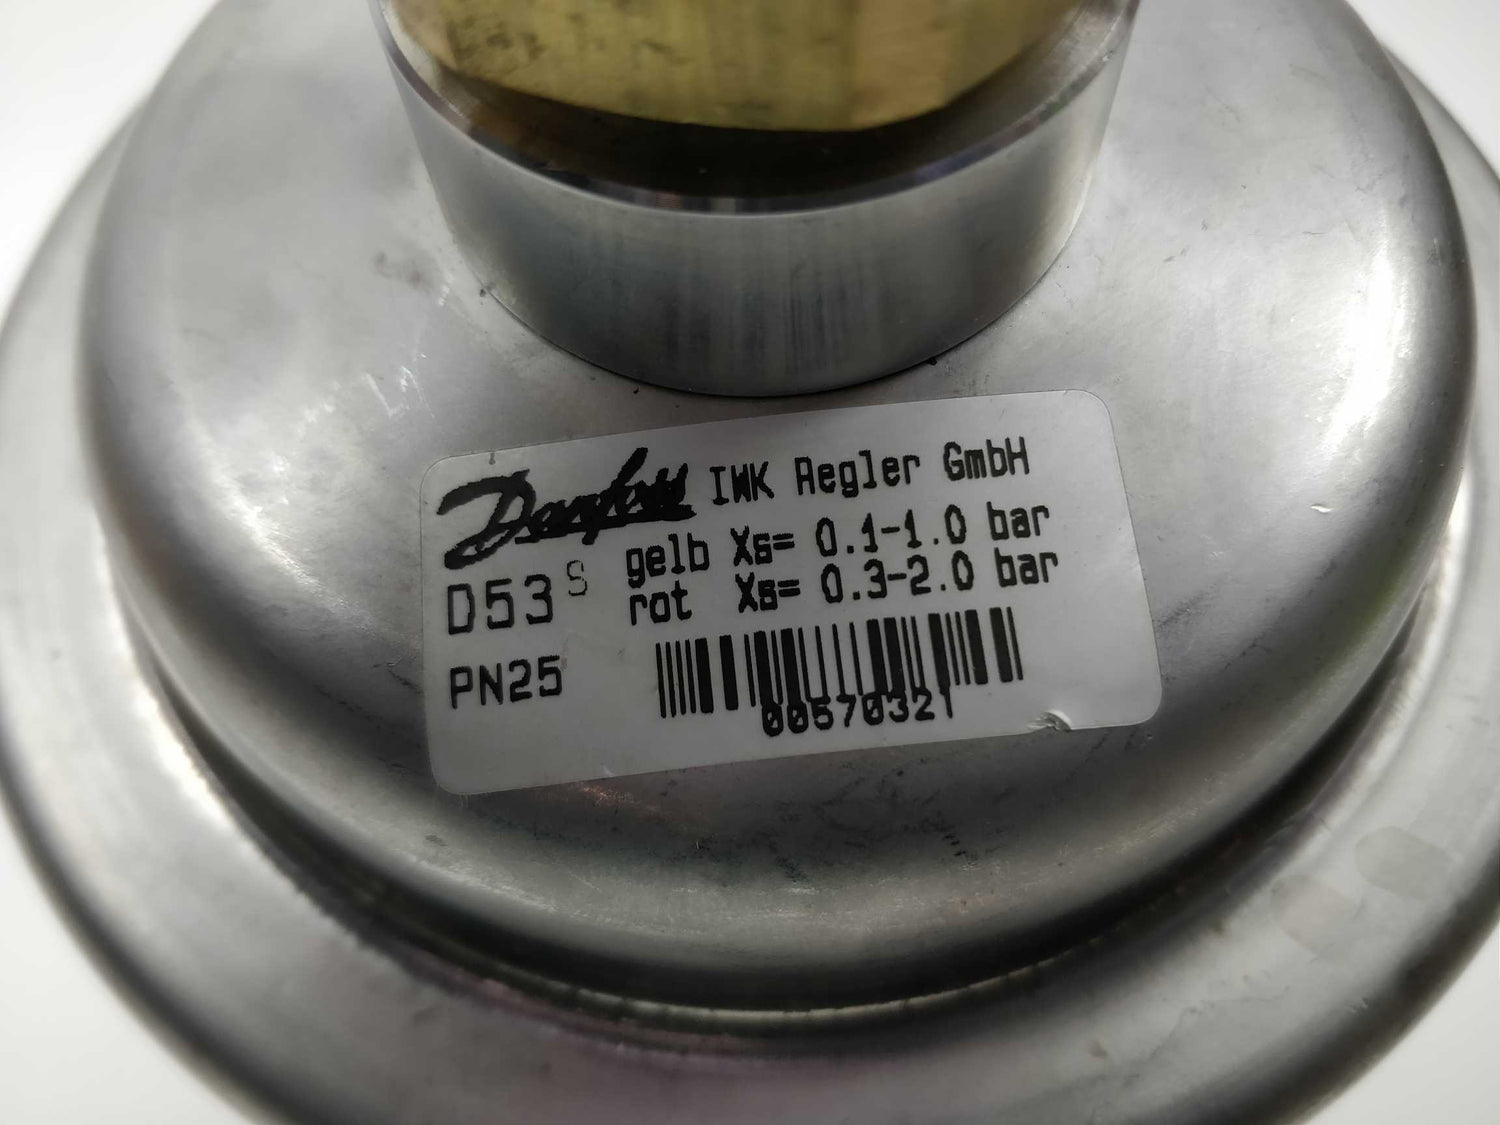 Danfoss IWK Regler GmbH
gelb Xs= 0.1-1.0 bar
D53 S rot Xs= 0.3-2.0 bar
PN25
00570321